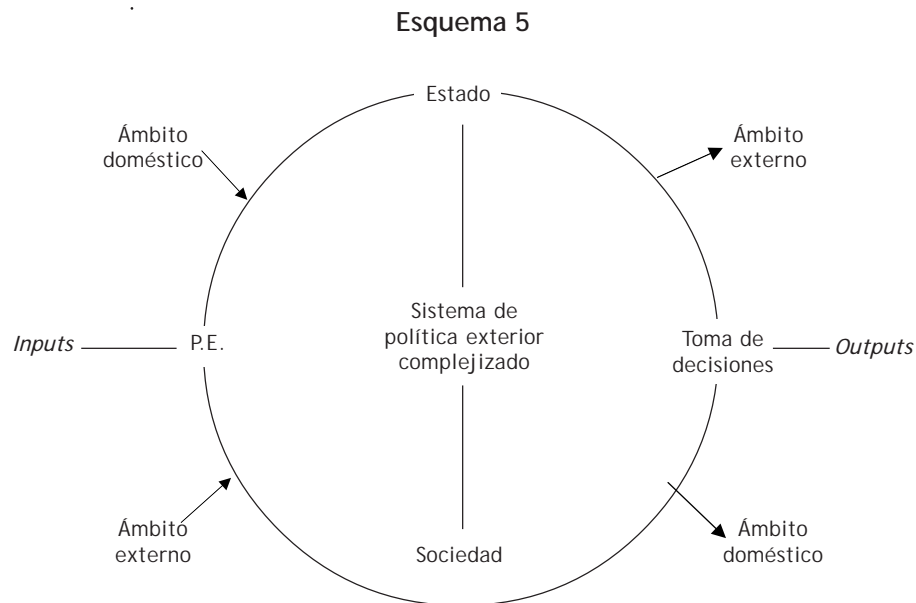 Esquema 5
Estado
Ámbito
doméstico
Ámbito
externo
Sistema de
política exterior
complejizado
Inputs
P.E.
Toma de
decisiones
Outputs
Ámbito
externo
Sociedad
Ámbito
doméstico